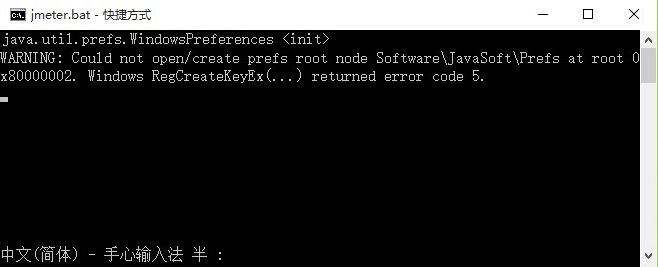 jmeter.bat - 快捷方式
java.util.prefs.WindowsPreferences <init>
WARNING: Could not open/create prefs root node Software\JavaSoft\Prefs at root 0
x80000002. Windows RegCreateKeyEx(...) returned error code 5.
中文(简体) - 手心输入法 半 :